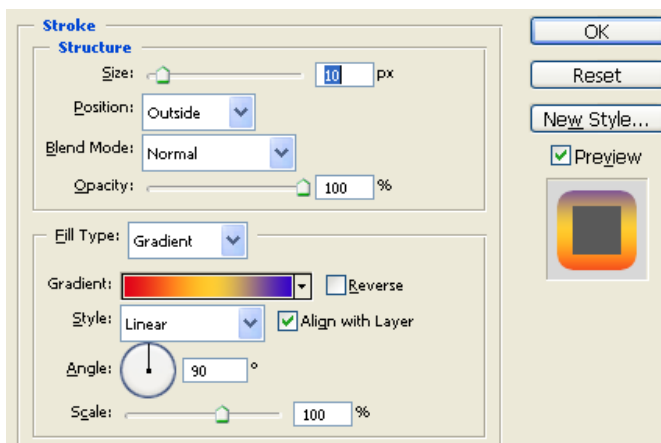 Stroke
Structure
Size: 10 px
Position: Outside
Blend Mode: Normal
Opacity: 100 %
Fill Type: Gradient
Gradient: Reverse
Style: Linear Align with Layer
Angle: 90 °
Scale: 100 %
OK
Reset
New Style...
Preview